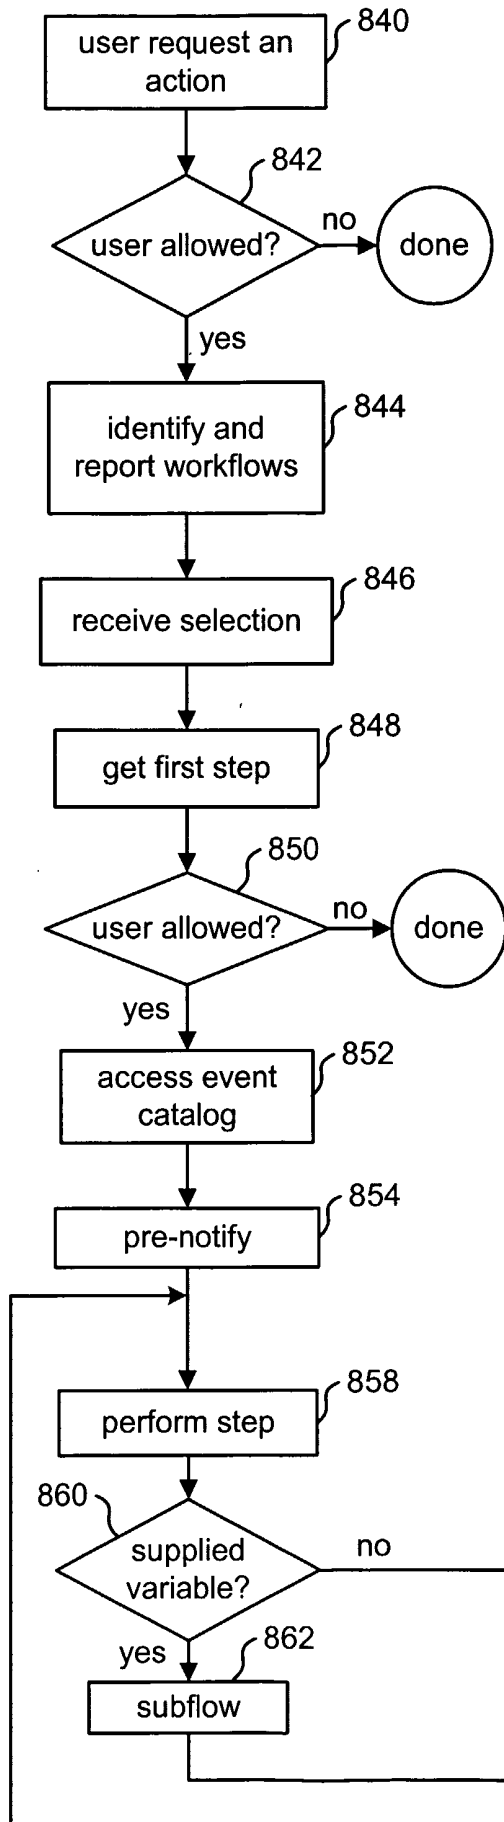 user request an
action
840
842
user allowed?
no
done
yes
identify and
report workflows
844
receive selection
846
get first step
848
850
user allowed?
no
done
yes
access event
catalog
852
pre-notify
854
perform step
858
860
supplied
variable?
no
yes
862
subflow